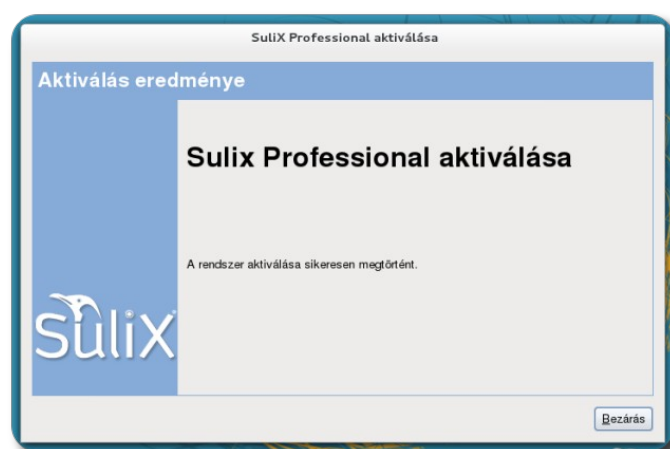 SuliX Professional aktiválása
Aktiválás eredménye
Sulix Professional aktiválása
A rendszer aktiválása sikeresen megtörtént.
SuliX
Bezárás